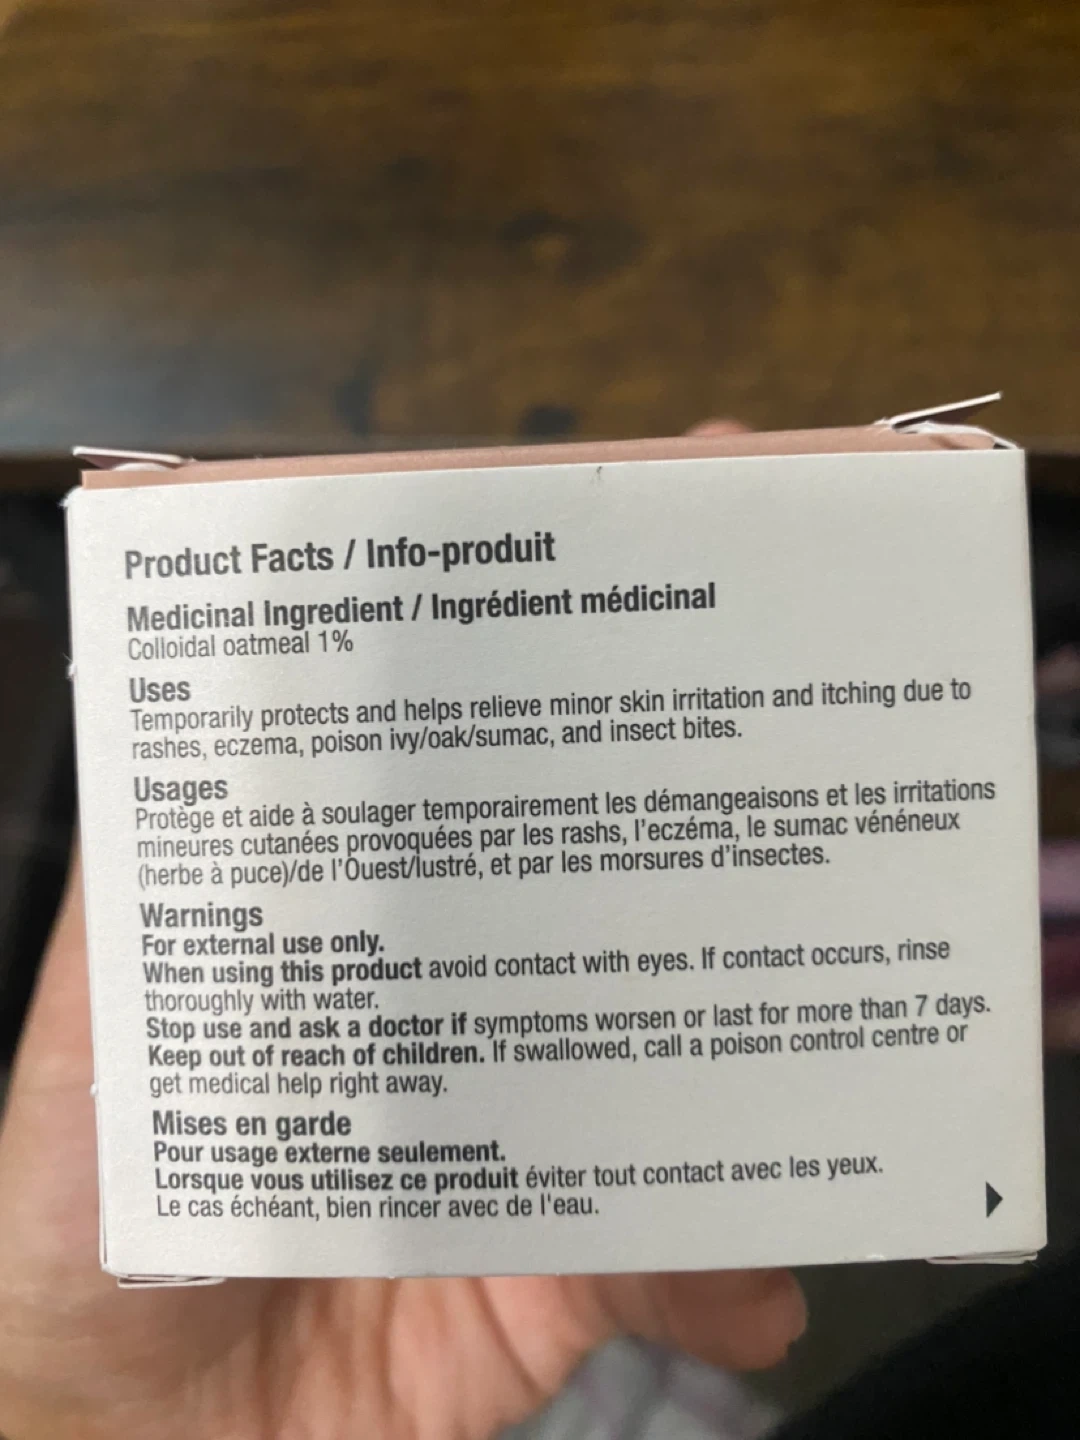 Product Facts / Info-produit
Medicinal Ingredient / Ingrédient médicinal
Colloidal oatmeal 1%
Uses
Temporarily protects and helps relieve minor skin irritation and itching due to
rashes, eczema, poison ivy/oak/sumac, and insect bites.
Usages
Protège et aide à soulager temporairement les démangeaisons et les irritations
mineures cutanées provoquées par les rashs, l'eczéma, le sumac vénéneux
(herbe à puce)/de l'Ouest/lustré, et par les morsures d'insectes.
Warnings
For external use only.
When using this product avoid contact with eyes. If contact occurs, rinse
thoroughly with water.
Stop use and ask a doctor if symptoms worsen or last for more than 7 days.
Keep out of reach of children. If swallowed, call a poison control centre or
get medical help right away.
Mises en garde
Pour usage externe seulement.
Lorsque vous utilisez ce produit éviter tout contact avec les yeux.
Le cas échéant, bien rincer avec de l'eau.